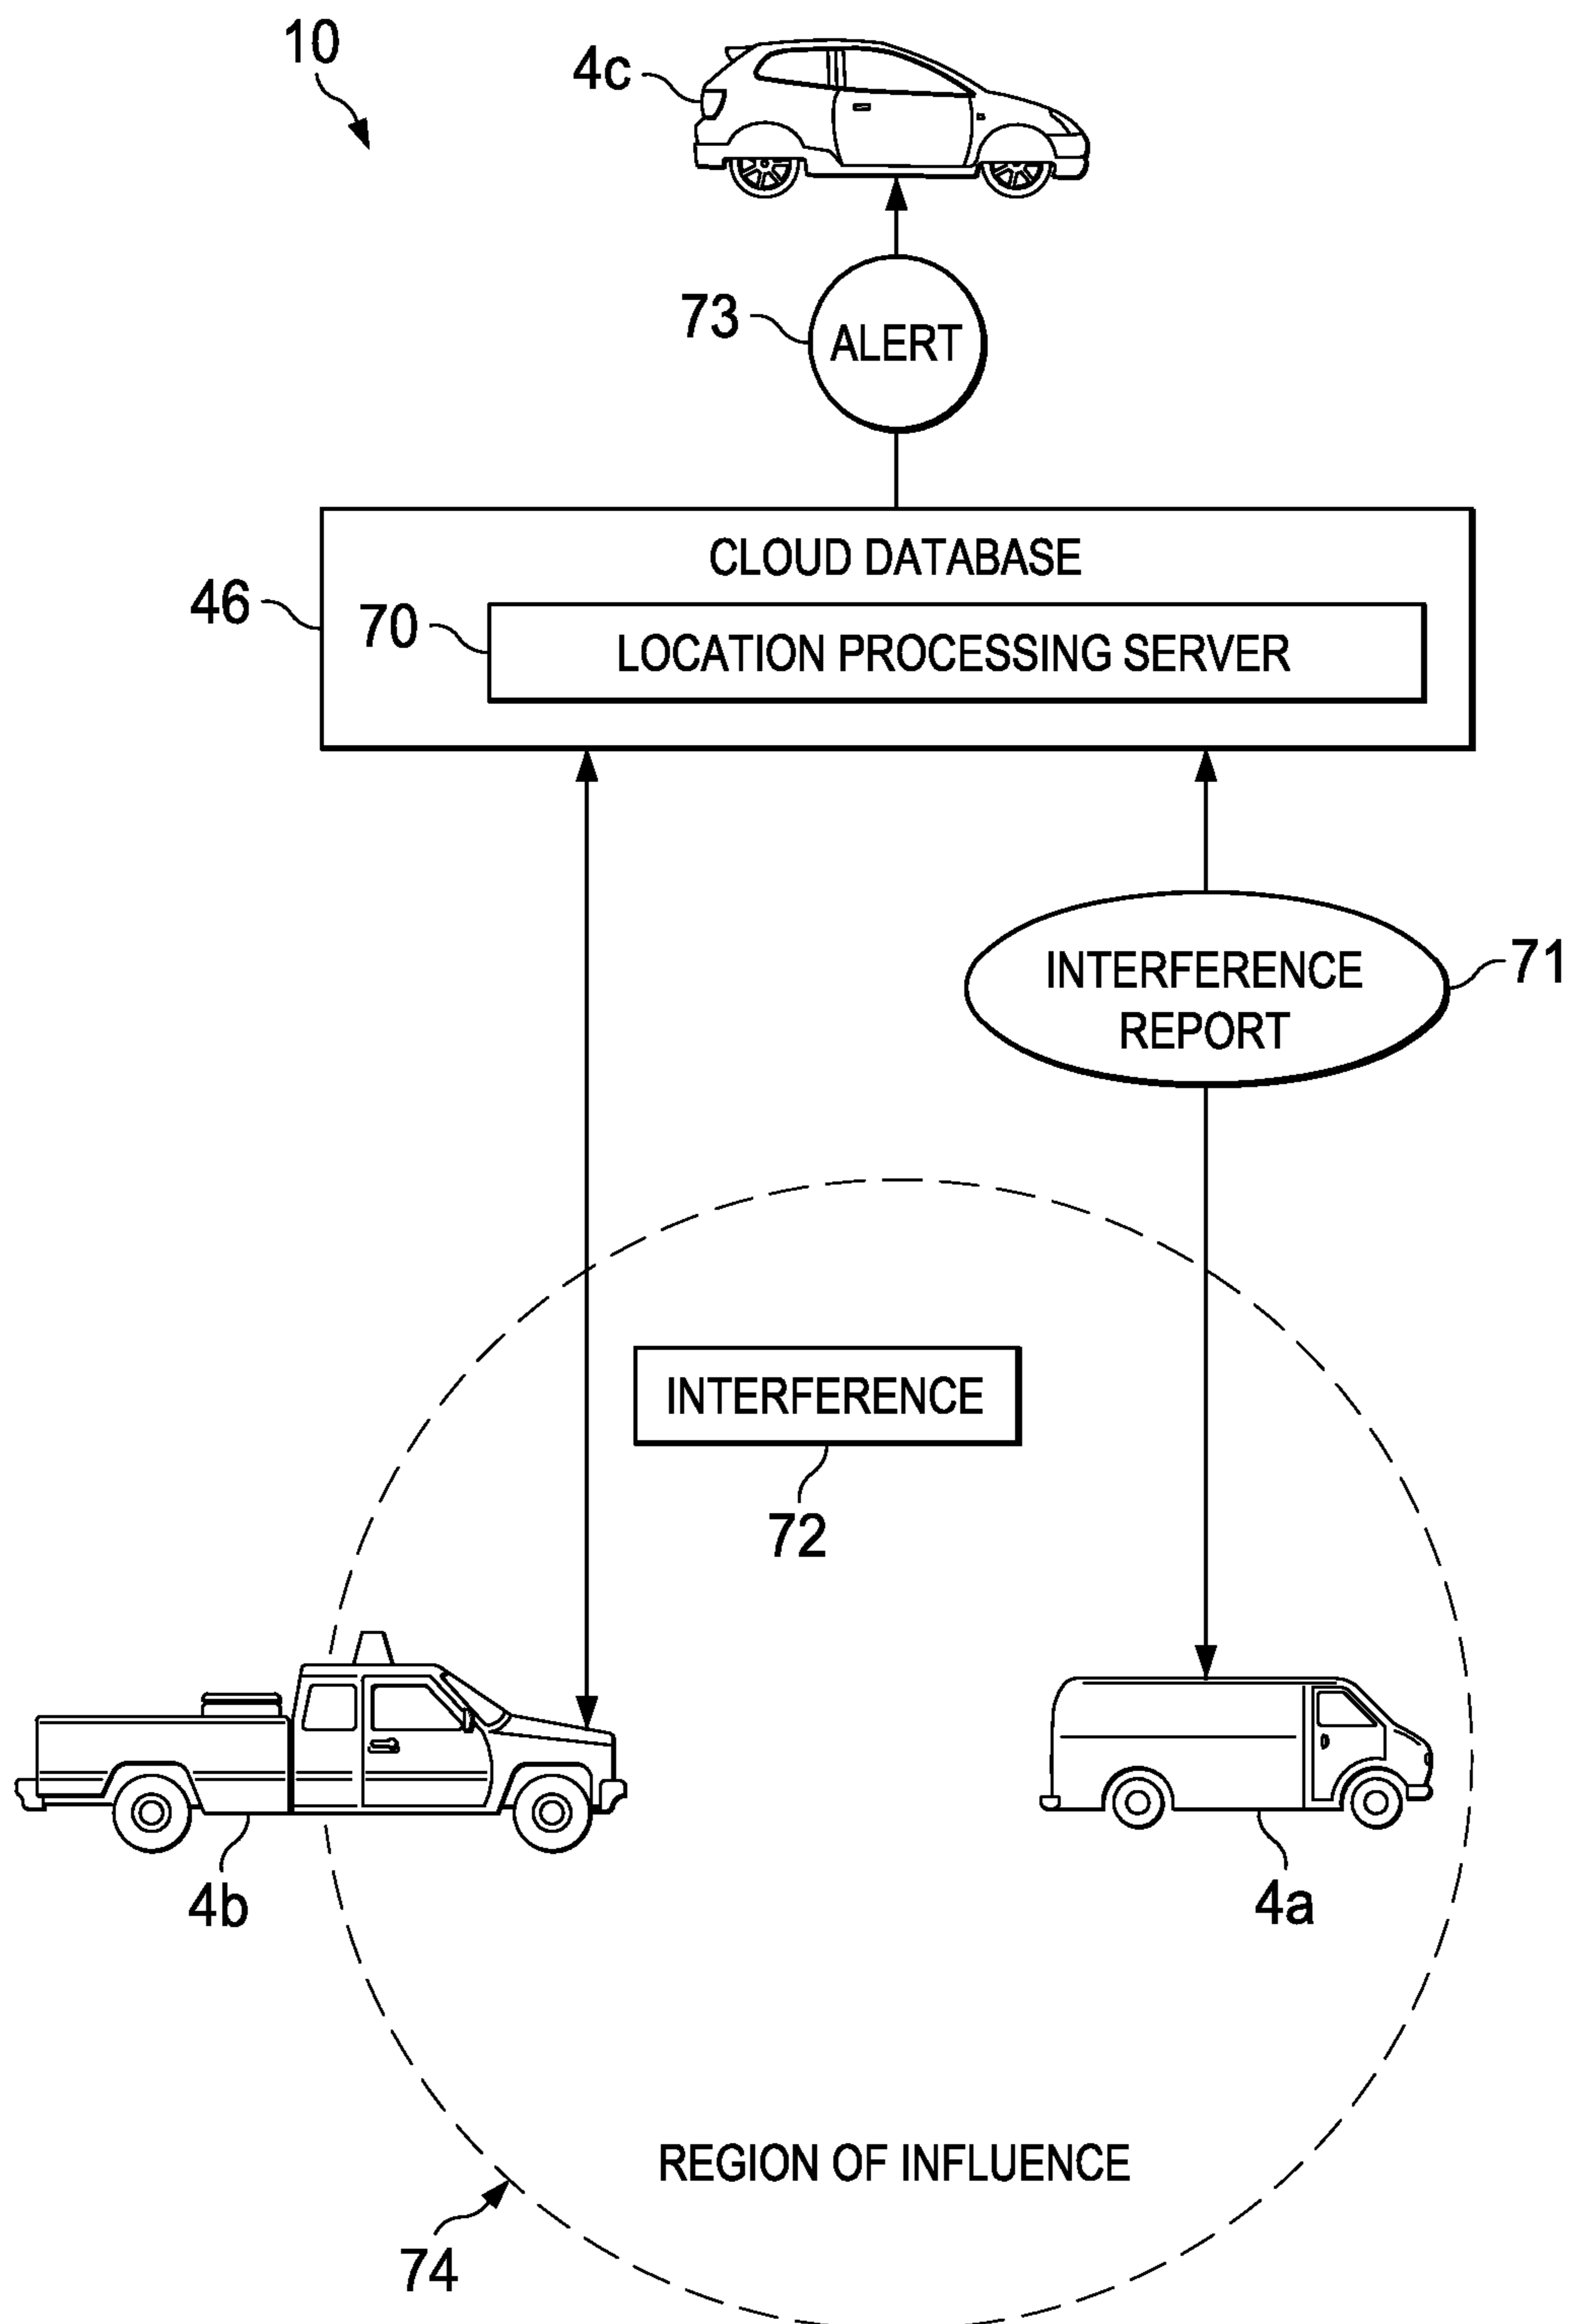 10
4c
73
ALERT
CLOUD DATABASE
46
70
LOCATION PROCESSING SERVER
INTERFERENCE
REPORT
71
INTERFERENCE
72
4b
4a
REGION OF INFLUENCE
74